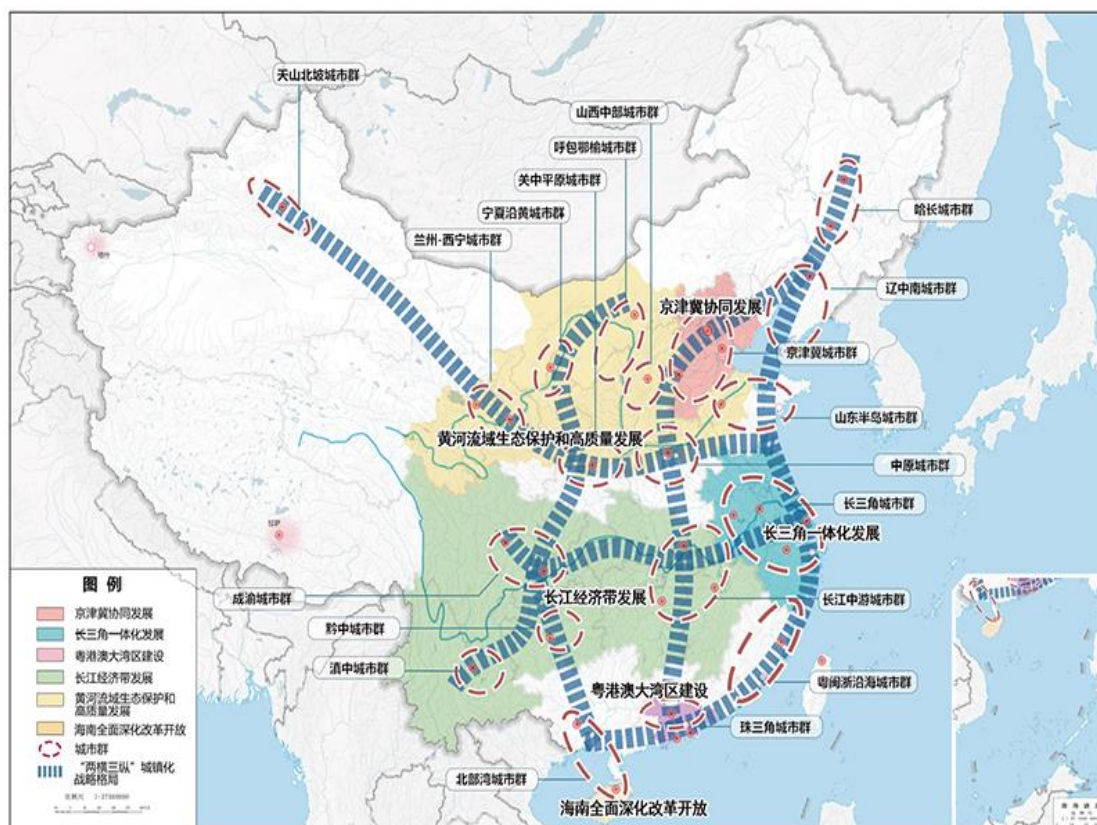 天山北坡城市群
山西中部城市群
呼包鄂榆城市群
关中平原城市群
宁夏沿黄城市群
兰州-西宁城市群
哈长城市群
辽中南城市群
京津冀协同发展
京津冀城市群
山东半岛城市群
黄河流域生态保护和高质量发展
中原城市群
长三角城市群
长三角一体化发展
拉萨
喀什
成渝城市群
长江经济带发展
长江中游城市群
黔中城市群
滇中城市群
粤闽浙沿海城市群
粤港澳大湾区建设
珠三角城市群
北部湾城市群
海南全面深化改革开放
图 例
京津冀协同发展
长三角一体化发展
粤港澳大湾区建设
长江经济带发展
黄河流域生态保护和
高质量发展
海南全面深化改革开放
城市群
“两横三纵”城镇化
战略格局